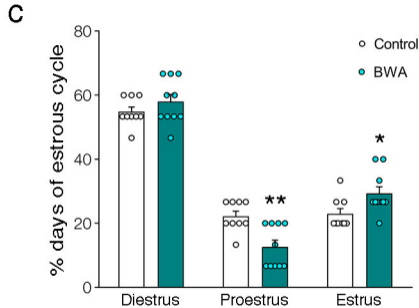 C
% days of estrous cycle
80
60
40
20
0
Control
BWA
**
*
Diestrus Proestrus Estrus